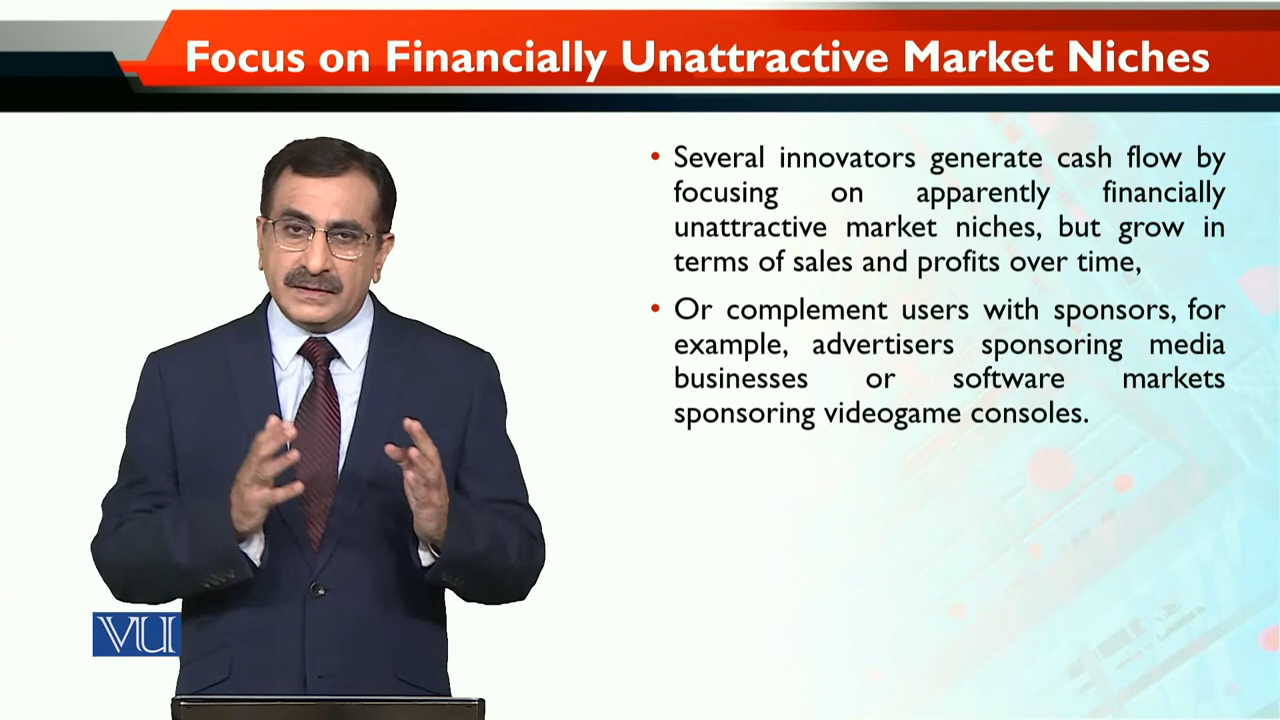 Focus on Financially Unattractive Market Niches
• Several innovators generate cash flow by
focusing on apparently financially
unattractive market niches, but grow in
terms of sales and profits over time,
• Or complement users with sponsors, for
example, advertisers sponsoring media
businesses or software markets
sponsoring videogame consoles.
VU